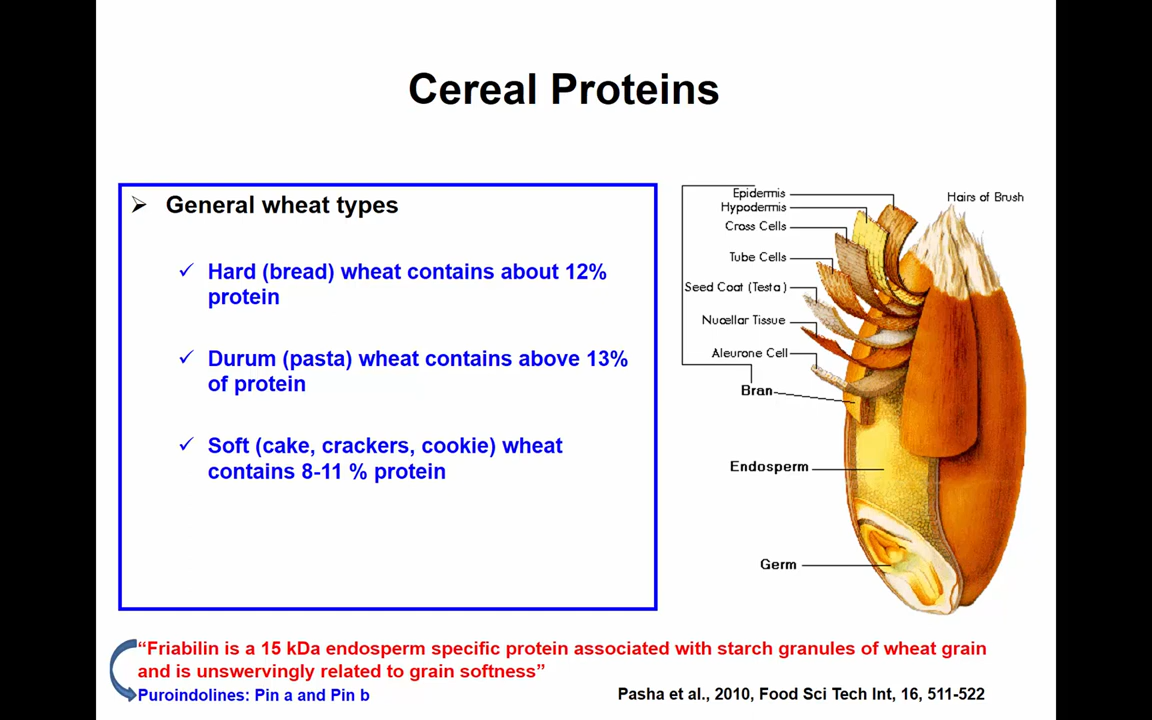 Cereal Proteins
➢ General wheat types
✓ Hard (bread) wheat contains about 12%
protein
✓ Durum (pasta) wheat contains above 13%
of protein
✓ Soft (cake, crackers, cookie) wheat
contains 8-11 % protein
Epidermis
Hypodermis
Cross Cells
Tube Cells
Seed Coat (Testa)
Nucellar Tissue
Aleurone Cell
Bran
Hairs of Brush
Endosperm
Germ
“Friabilin is a 15 kDa endosperm specific protein associated with starch granules of wheat grain
and is unswervingly related to grain softness”
Puroindolines: Pin a and Pin b
Pasha et al., 2010, Food Sci Tech Int, 16, 511-522